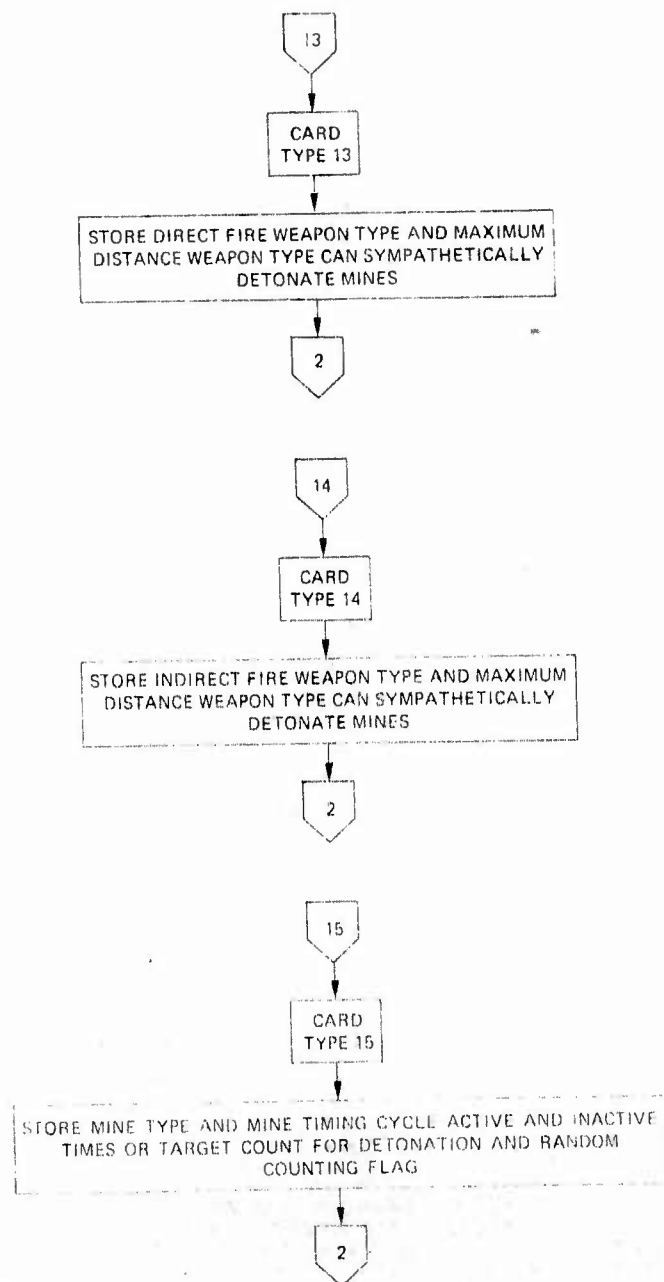 13
CARD
TYPE 13
STORE DIRECT FIRE WEAPON TYPE AND MAXIMUM
DISTANCE WEAPON TYPE CAN SYMPATHETICALLY
DETONATE MINES
2
14
CARD
TYPE 14
STORE INDIRECT FIRE WEAPON TYPE AND MAXIMUM
DISTANCE WEAPON TYPE CAN SYMPATHETICALLY
DETONATE MINES
2
15
CARD
TYPE 15
STORE MINE TYPE AND MINE TIMING CYCLE ACTIVE AND INACTIVE
TIMES OR TARGET COUNT FOR DETONATION AND RANDOM
COUNTING FLAG
2